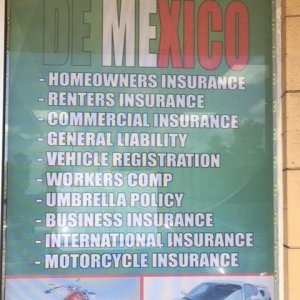 DE MEXICO
- HOMEOWNERS INSURANCE
- RENTERS INSURANCE
- COMMERCIAL INSURANCE
- GENERAL LIABILITY
- VEHICLE REGISTRATION
- WORKERS COMP
- UMBRELLA POLICY
- BUSINESS INSURANCE
- INTERNATIONAL INSURANCE
- MOTORCYCLE INSURANCE